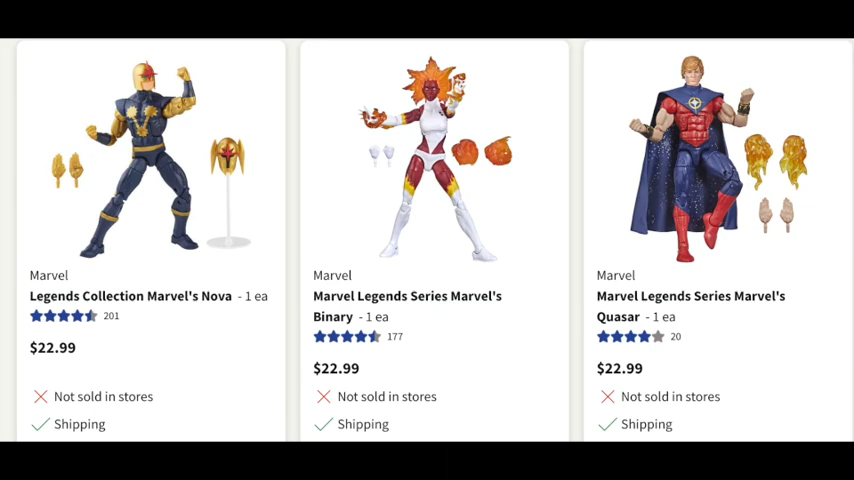 Marvel
Legends Collection Marvel's Nova - 1 ea
201
$22.99
Not sold in stores
Shipping
Marvel
Marvel Legends Series Marvel's
Binary - 1 ea
177
$22.99
Not sold in stores
Shipping
Marvel
Marvel Legends Series Marvel's
Quasar - 1 ea
20
$22.99
Not sold in stores
Shipping